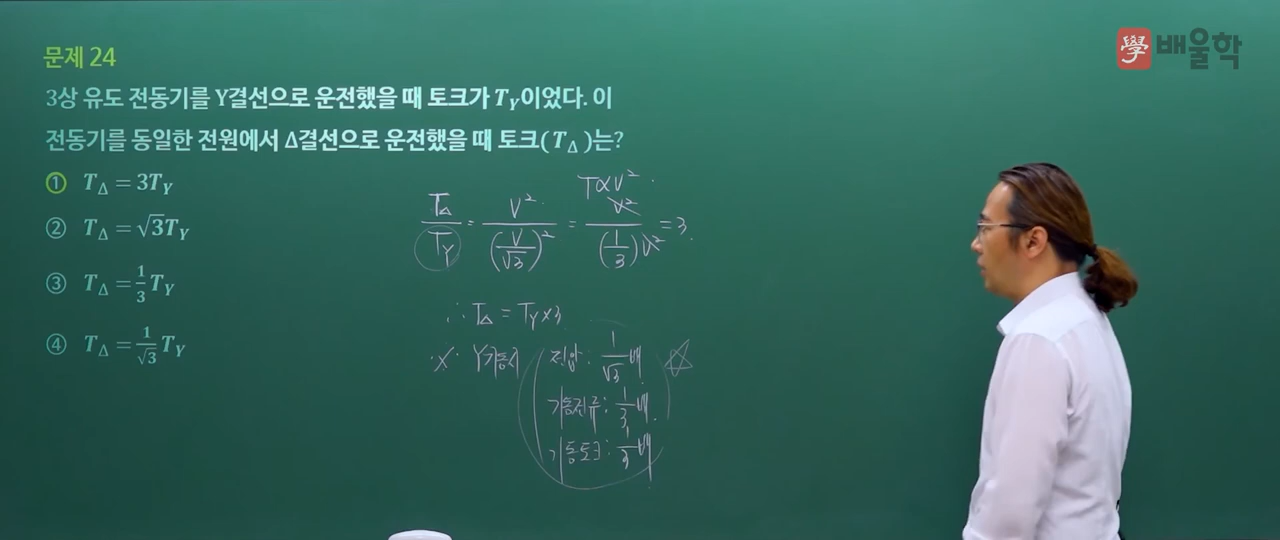 學 배울학
문제 24
3상 유도 전동기를 Y결선으로 운전했을 때 토크가 T_Y이었다. 이
전동기를 동일한 전원에서 Δ결선으로 운전했을 때 토크(T_Δ)는?
① T_Δ = 3T_Y
② T_Δ = √3T_Y
③ T_Δ = 1/3 T_Y
④ T_Δ = 1/√3 T_Y
T∝V²
T_Δ/T_Y = V²/(V/√3)² = V²/(1/3)V² = 3.
∴ T_Δ = T_Y×3
※ Y기동시 전압: 1/√3배 ☆
기동전류: 1/3배.
기동토크: 1/3배